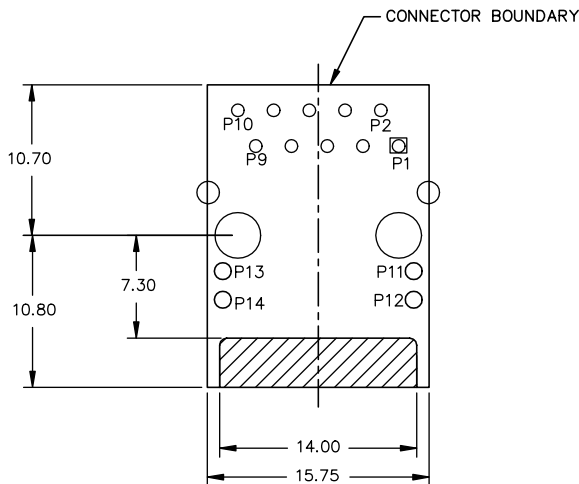 CONNECTOR BOUNDARY
P10
P2
P9
P1
10.70
P13
P11
7.30
P14
P12
10.80
14.00
15.75